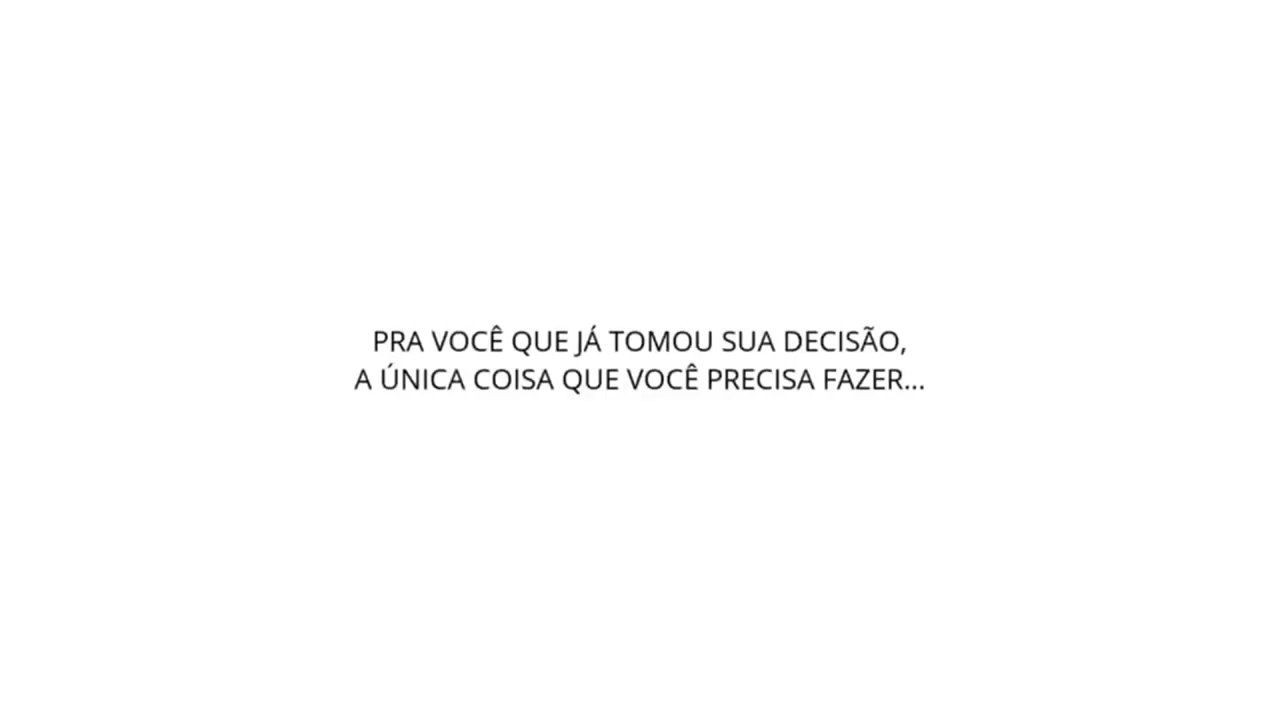 PRA VOCÊ QUE JÁ TOMOU SUA DECISÃO,
A ÚNICA COISA QUE VOCÊ PRECISA FAZER...